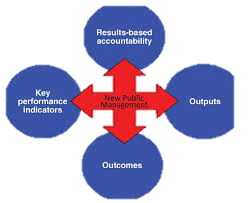 Results-based
accountability
Key
performance
indicators
New Public
Management
Outputs
Outcomes